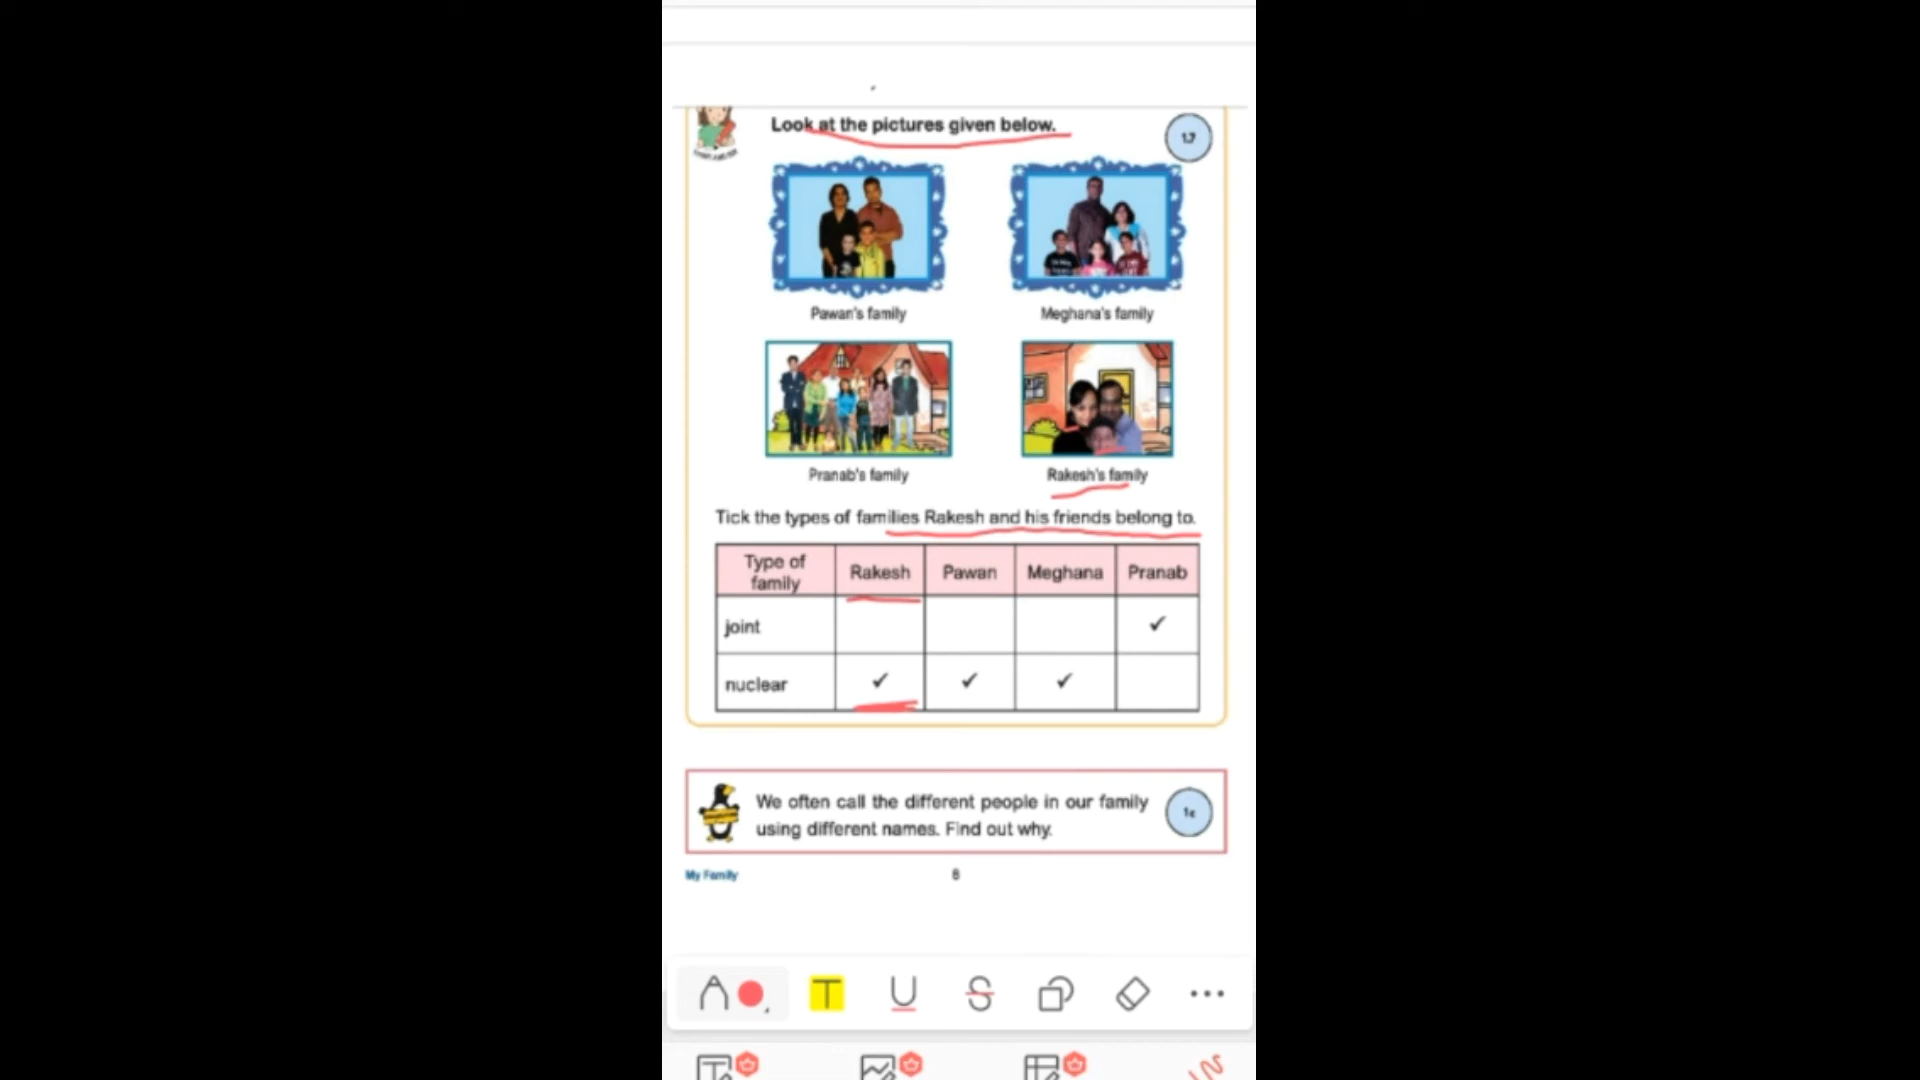 Look at the pictures given below.
Pawan's family
Meghana's family
Pranab's family
Rakesh's family
Tick the types of families Rakesh and his friends belong to.
Type of family Rakesh Pawan Meghana Pranab
joint ✓
nuclear ✓ ✓ ✓
We often call the different people in our family
using different names. Find out why.
My Family 8